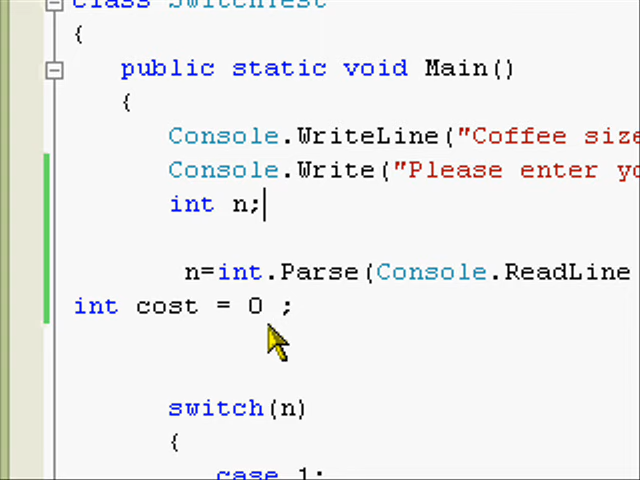 class SwitchTest
{
public static void Main()
{
Console.WriteLine("Coffee size
Console.Write("Please enter yo
int n;
n=int.Parse(Console.ReadLine
int cost = 0 ;
switch(n)
{
case 1: